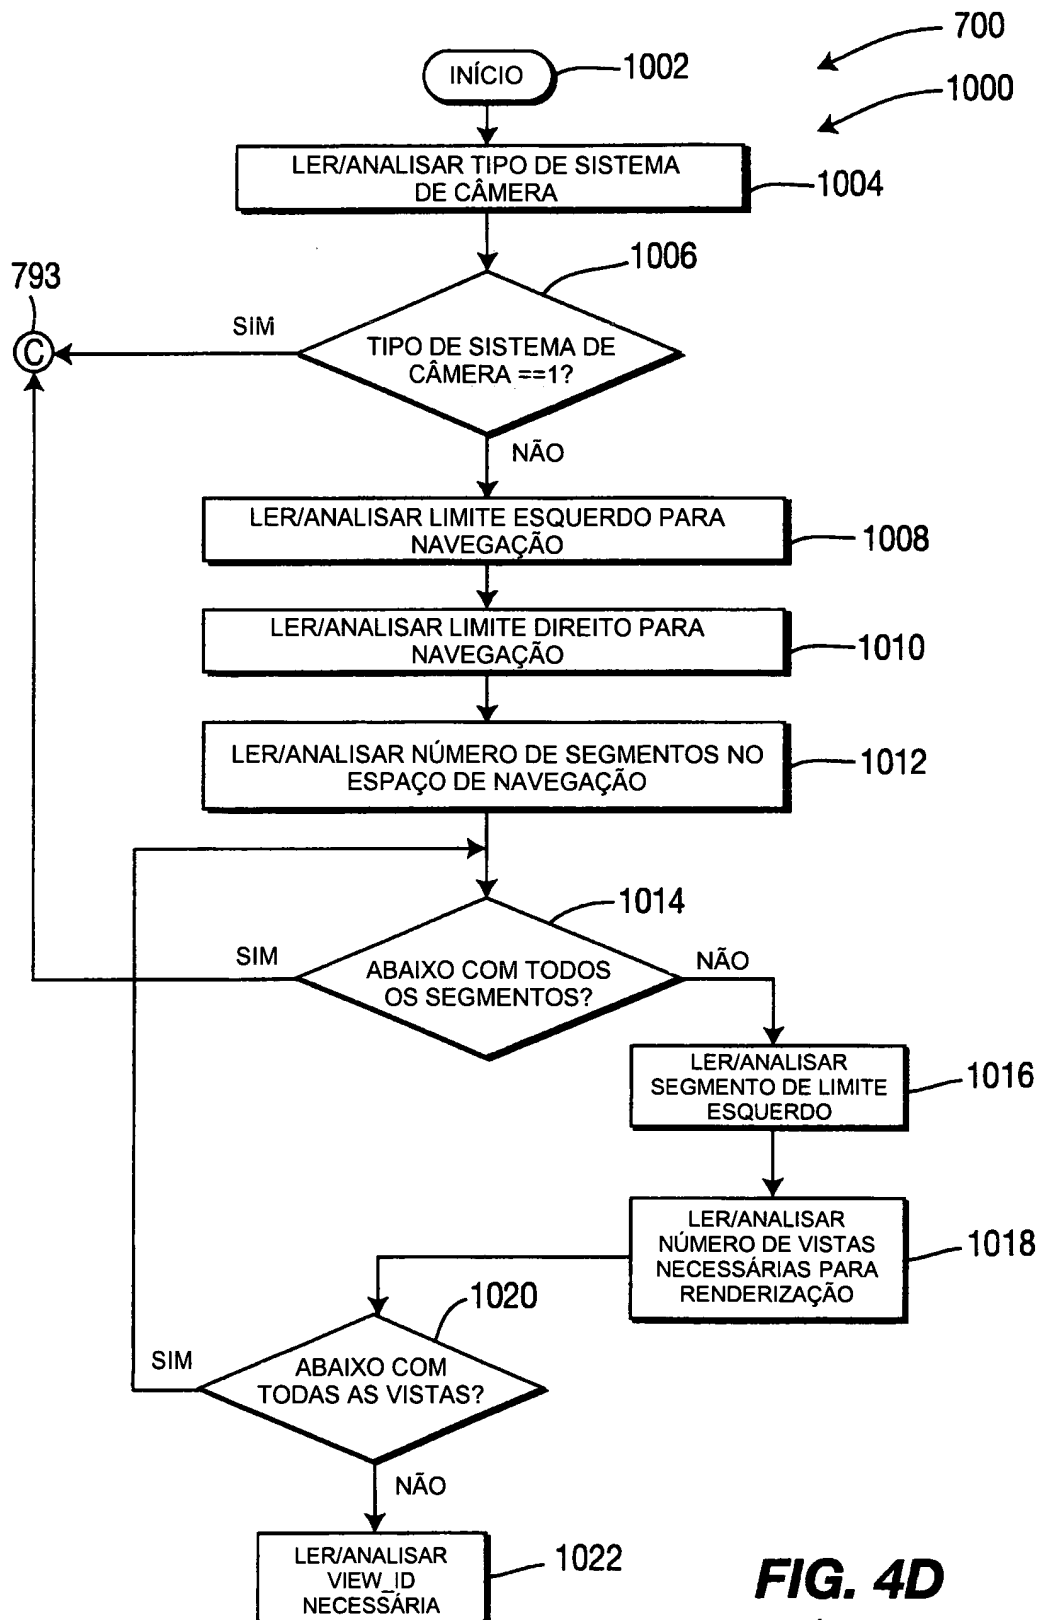 700
INÍCIO
1002
1000
LER/ANALISAR TIPO DE SISTEMA
DE CÂMERA
1004
1006
793
SIM
C
TIPO DE SISTEMA DE
CÂMERA ==1?
NÃO
LER/ANALISAR LIMITE ESQUERDO PARA
NAVEGAÇÃO
1008
LER/ANALISAR LIMITE DIREITO PARA
NAVEGAÇÃO
1010
LER/ANALISAR NÚMERO DE SEGMENTOS NO
ESPAÇO DE NAVEGAÇÃO
1012
1014
SIM
ABAIXO COM TODOS
OS SEGMENTOS?
NÃO
LER/ANALISAR
SEGMENTO DE LIMITE
ESQUERDO
1016
LER/ANALISAR
NÚMERO DE VISTAS
NECESSÁRIAS PARA
RENDERIZAÇÃO
1018
1020
SIM
ABAIXO COM
TODAS AS VISTAS?
NÃO
LER/ANALISAR
VIEW_ID
NECESSÁRIA
1022
FIG. 4D